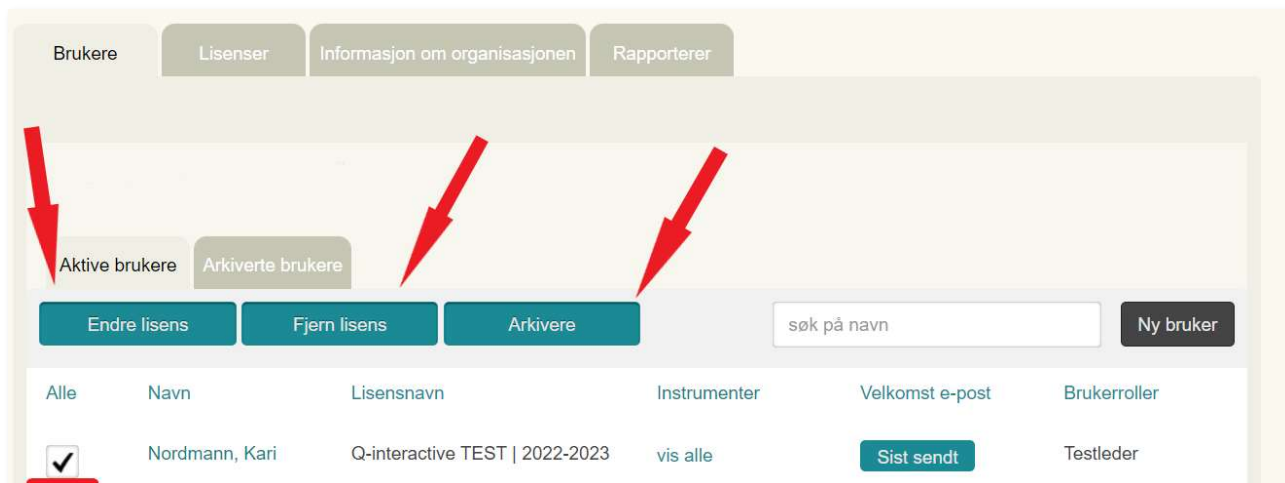 Brukere Lisenser Informasjon om organisasjonen Rapporterer
Aktive brukere Arkiverte brukere
Endre lisens Fjern lisens Arkivere søk på navn Ny bruker
Alle Navn Lisensnavn Instrumenter Velkomst e-post Brukerroller
Nordmann, Kari Q-interactive TEST | 2022-2023 vis alle Sist sendt Testleder